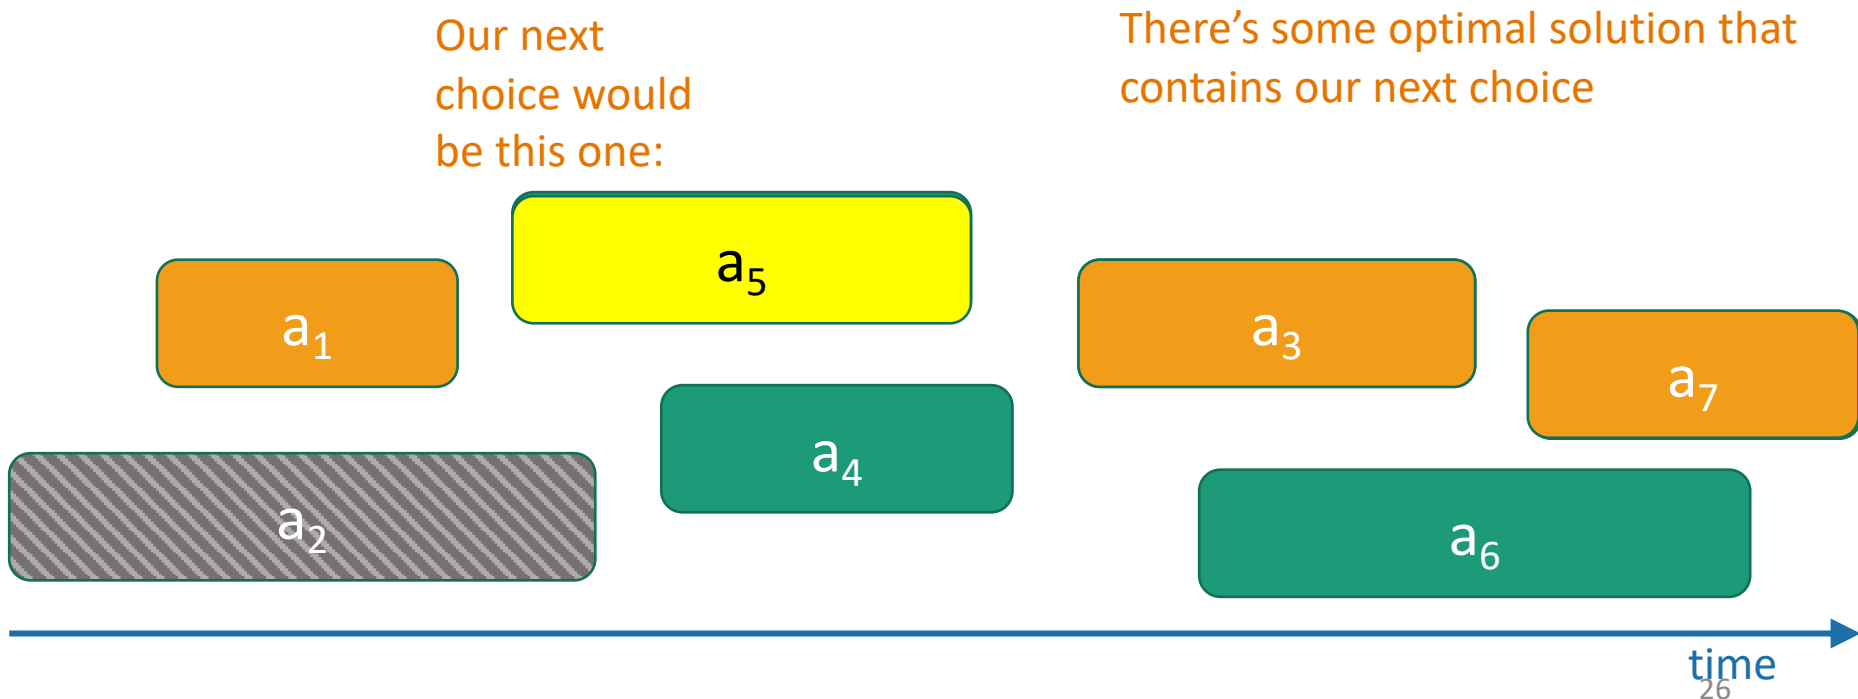 Our next
choice would
be this one:
There’s some optimal solution that
contains our next choice
a₅
a₁
a₃
a₇
a₄
a₂
a₆
time
26